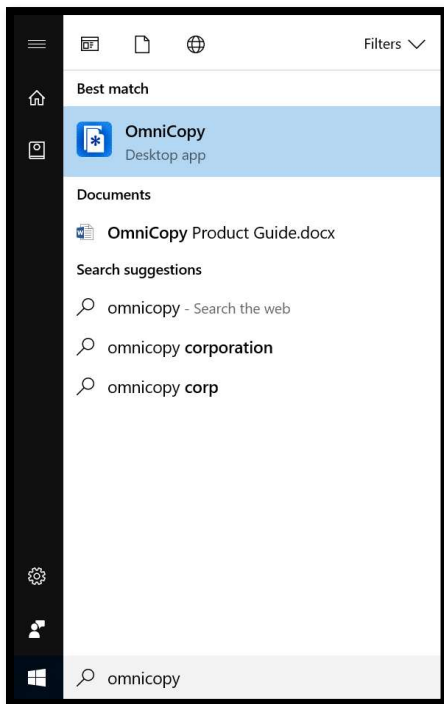 Filters
Best match
OmniCopy
Desktop app
Documents
OmniCopy Product Guide.docx
Search suggestions
omnicopy - Search the web
omnicopy corporation
omnicopy corp
omnicopy